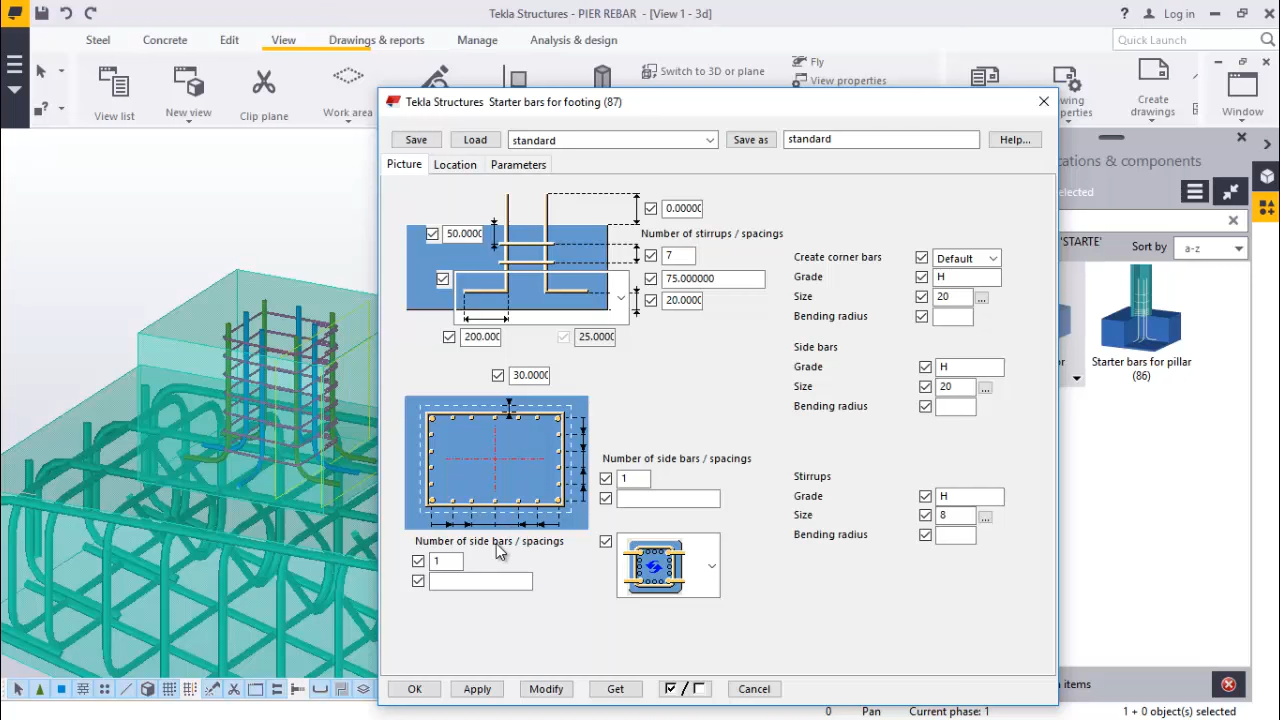 Tekla Structures - PIER REBAR - [View 1 - 3d]
? Log in
Steel Concrete Edit View Drawings & reports Manage Analysis & design
Quick Launch
Fly
Switch to 3D or plane
View properties
View list New view Clip plane Work area
Create drawings
Window
Tekla Structures Starter bars for footing (87)
Save Load standard Save as standard Help...
Picture Location Parameters
0.0000
50.000
Number of stirrups / spacings
7
75.000000
20.000
200.00
25.000
30.000
Number of side bars / spacings
1
Number of side bars / spacings
1
Create corner bars Default
Grade H
Size 20 ...
Bending radius
Side bars
Grade H
Size 20 ...
Bending radius
Stirrups
Grade H
Size 8 ...
Bending radius
OK Apply Modify Get / Cancel
& components
'STARTE'
Sort by a-z
Starter bars for pillar
(86)
items
0 Pan Current phase: 1 1 + 0 object(s) selected